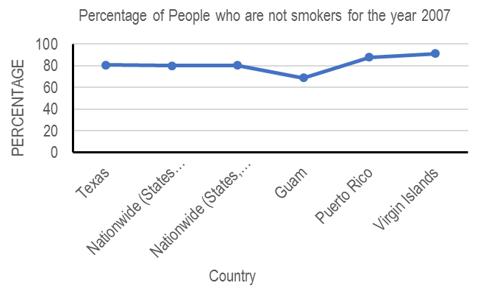 Percentage of People who are not smokers for the year 2007
PERCENTAGE
100
80
60
40
20
0
Texas
Nationwide (States...
Nationwide (States,...
Guam
Puerto Rico
Virgin Islands
Country